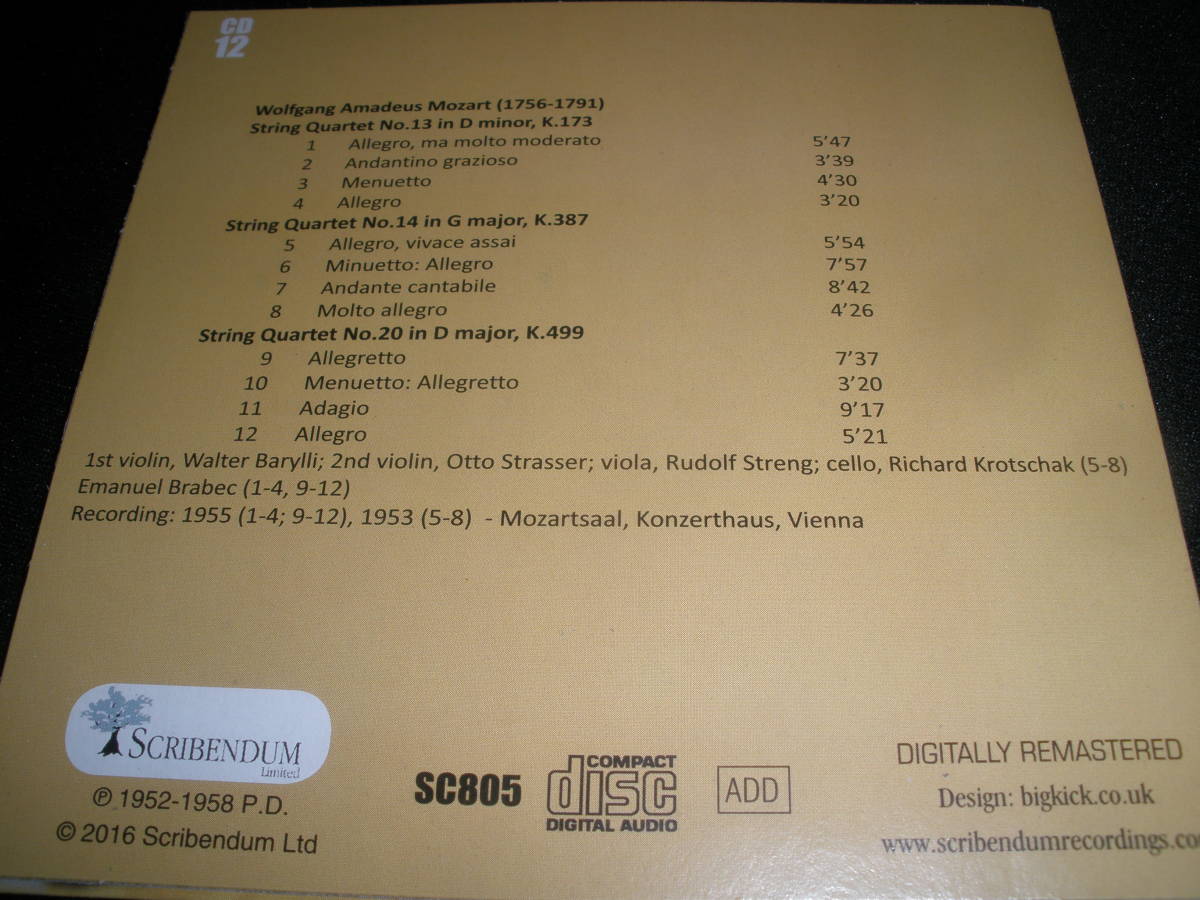 CD
12
Wolfgang Amadeus Mozart (1756-1791)
String Quartet No.13 in D minor, K.173
1 Allegro, ma molto moderato 5’47
2 Andantino grazioso 3’39
3 Menuetto 4’30
4 Allegro 3’20
String Quartet No.14 in G major, K.387
5 Allegro, vivace assai 5’54
6 Minuetto: Allegro 7’57
7 Andante cantabile 8’42
8 Molto allegro 4’26
String Quartet No.20 in D major, K.499
9 Allegretto 7’37
10 Menuetto: Allegretto 3’20
11 Adagio 9’17
12 Allegro 5’21
1st violin, Walter Barylli; 2nd violin, Otto Strasser; viola, Rudolf Streng; cello, Richard Krotschak (5-8)
Emanuel Brabec (1-4, 9-12)
Recording: 1955 (1-4; 9-12), 1953 (5-8) - Mozartsaal, Konzerthaus, Vienna
SCRIBENDUM
Limited
℗ 1952-1958 P.D.
© 2016 Scribendum Ltd
SC805
COMPACT
disc
DIGITAL AUDIO
ADD
DIGITALLY REMASTERED
Design: bigkick.co.uk
www.scribendumrecordings.co